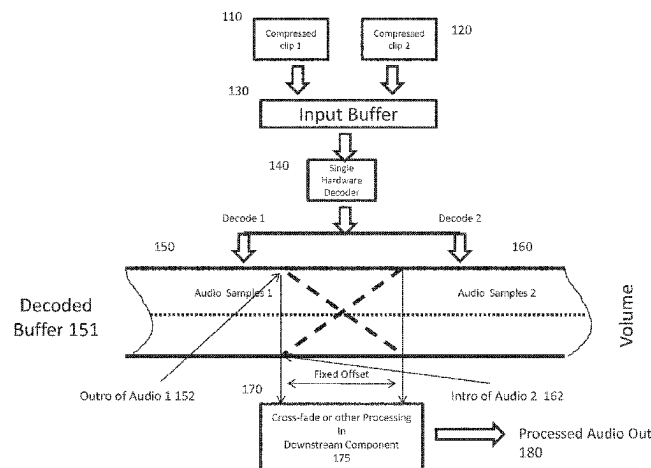 110
120
Compressed
clip 1
Compressed
clip 2
130
Input Buffer
140
Single
Hardware
Decoder
Decode 1
Decode 2
150
160
Audio Samples 1
Audio Samples 2
Decoded
Buffer 151
Volume
170
Fixed Offset
Outro of Audio 1 152
Intro of Audio 2 162
Cross-fade or other Processing
In
Downstream Component
175
Processed Audio Out
180